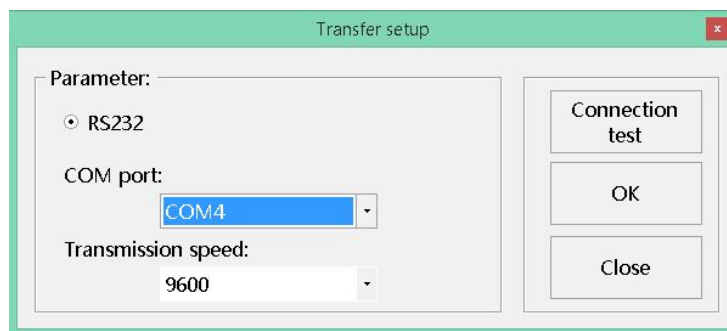 Transfer setup
x
Parameter:
RS232
COM port:
COM4
Transmission speed:
9600
Connection
test
OK
Close